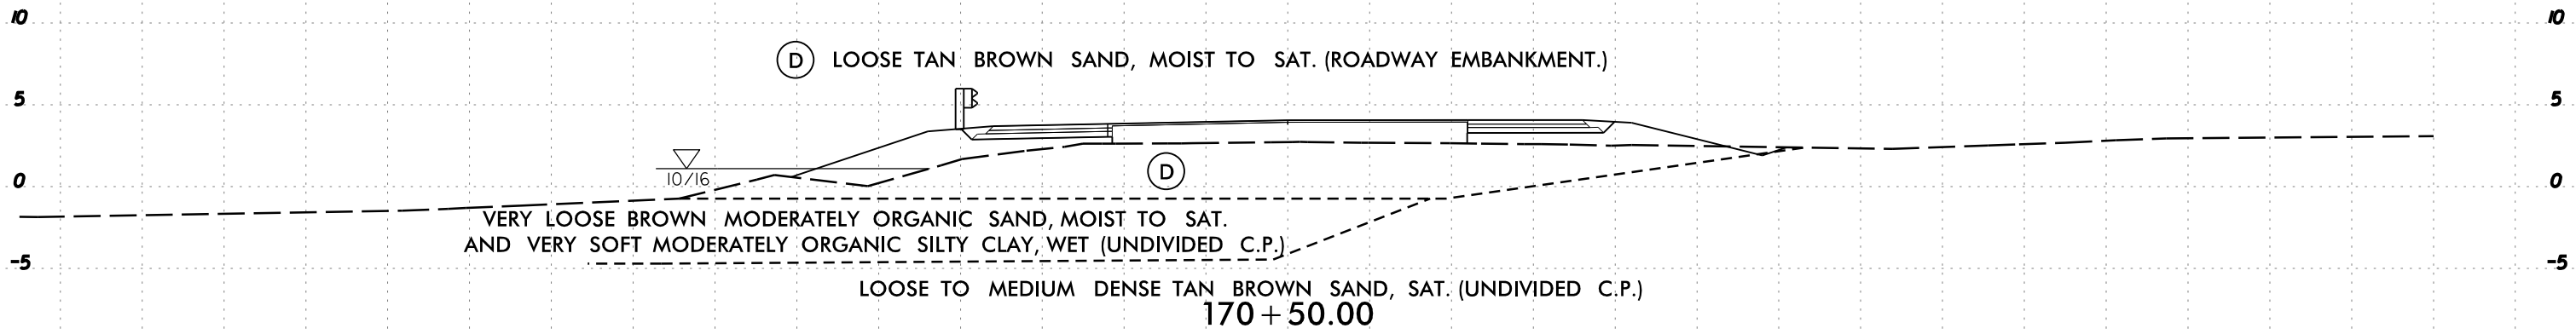 10 10
D LOOSE TAN BROWN SAND, MOIST TO SAT. (ROADWAY EMBANKMENT.)
5 5
D
10/16
0 0
VERY LOOSE BROWN MODERATELY ORGANIC SAND, MOIST TO SAT.
AND VERY SOFT MODERATELY ORGANIC SILTY CLAY, WET (UNDIVIDED C.P.)
-5 -5
LOOSE TO MEDIUM DENSE TAN BROWN SAND, SAT. (UNDIVIDED C.P.)
170+50.00